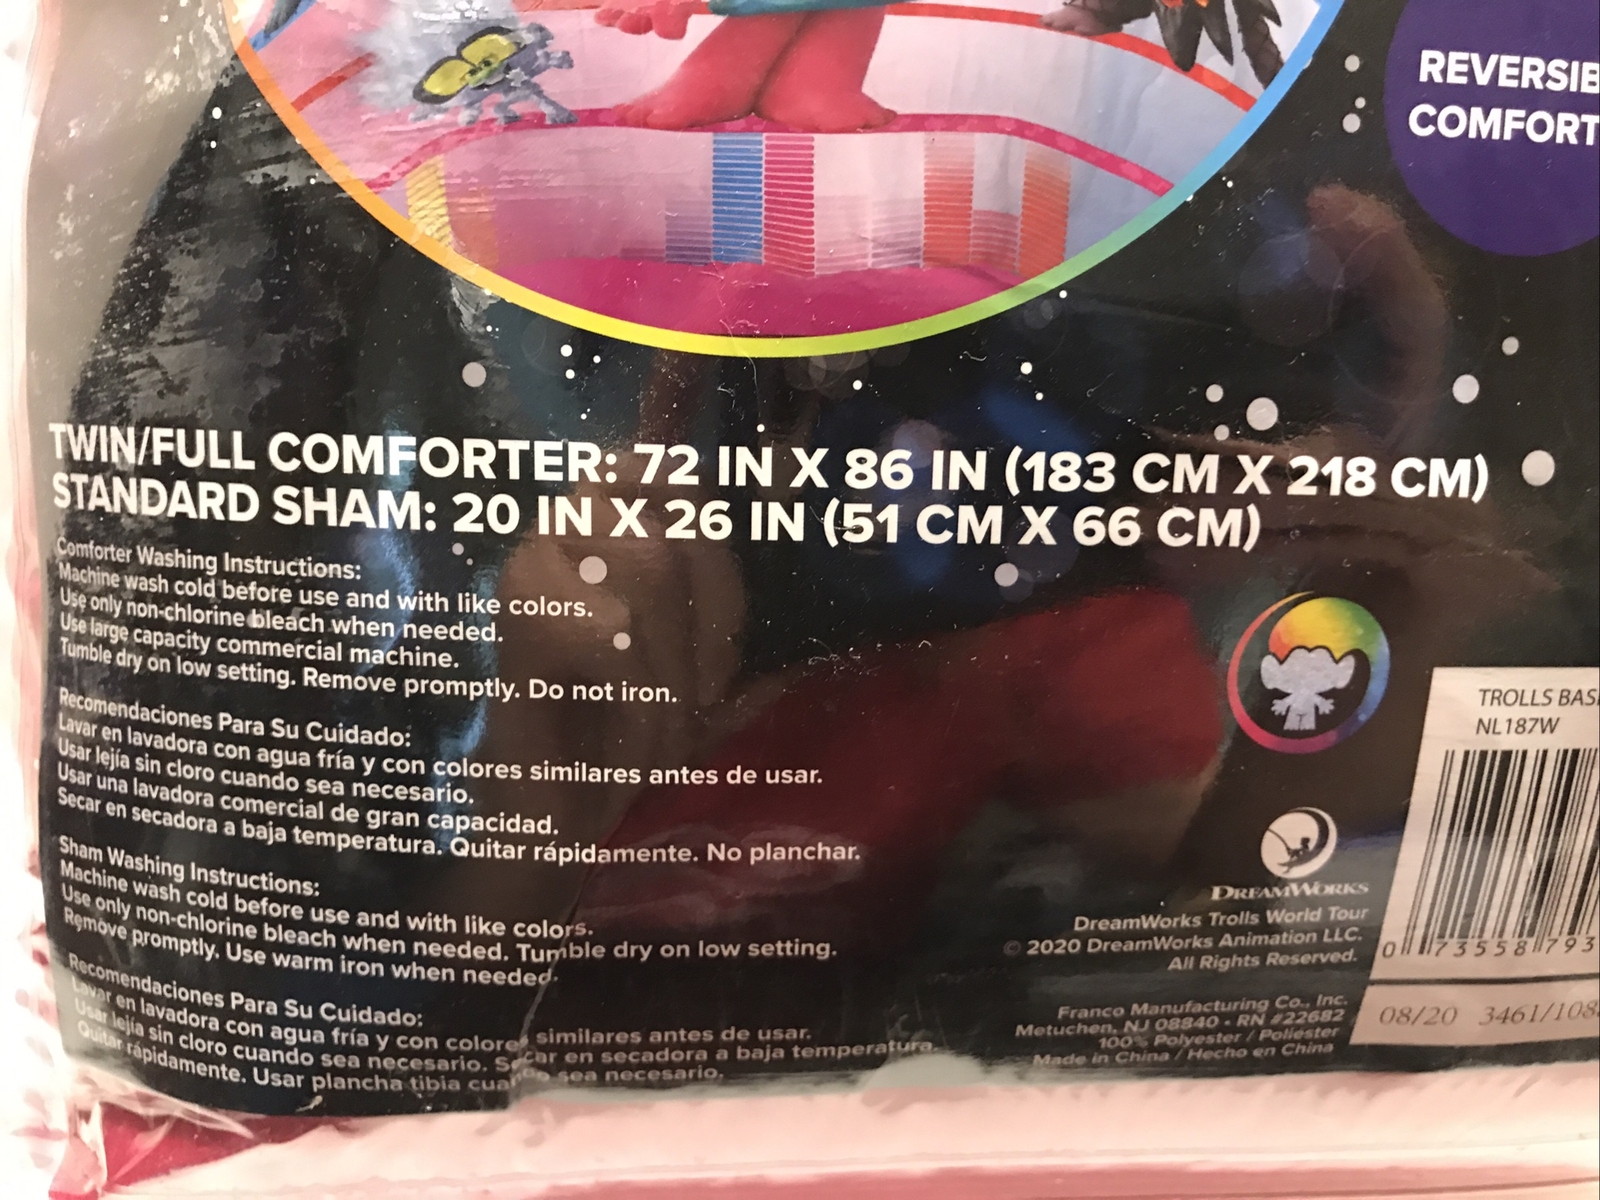 REVERSIB
COMFORT
TWIN/FULL COMFORTER: 72 IN X 86 IN (183 CM X 218 CM)
STANDARD SHAM: 20 IN X 26 IN (51 CM X 66 CM)
Comforter Washing Instructions:
Machine wash cold before use and with like colors.
Use only non-chlorine bleach when needed.
Use large capacity commercial machine.
Tumble dry on low setting. Remove promptly. Do not iron.
Recomendaciones Para Su Cuidado:
Lavar en lavadora con agua fría y con colores similares antes de usar.
Usar lejía sin cloro cuando sea necesario.
Usar una lavadora comercial de gran capacidad.
Secar en secadora a baja temperatura. Quitar rápidamente. No planchar.
Sham Washing Instructions:
Machine wash cold before use and with like colors.
Use only non-chlorine bleach when needed. Tumble dry on low setting.
Remove promptly. Use warm iron when needed.
Recomendaciones Para Su Cuidado:
Lavar en lavadora con agua fría y con colores similares antes de usar.
Usar lejía sin cloro cuando sea necesario. Secar en secadora a baja temperatura.
Quitar rápidamente. Usar plancha tibia cuando sea necesario.
DREAMWORKS
DreamWorks Trolls World Tour
© 2020 DreamWorks Animation LLC.
All Rights Reserved.
Franco Manufacturing Co., Inc.
Metuchen, NJ 08840 • RN #22682
100% Polyester / Poliéster
Made in China / Hecho en China
TROLLS BAS
NL187W
0 73558 793
08/20 3461/108